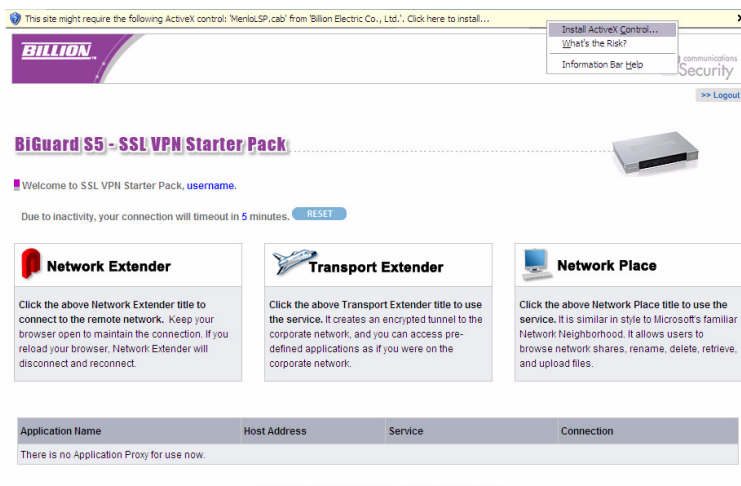 This site might require the following ActiveX control: 'MenloLSP.cab' from 'Billion Electric Co., Ltd.'. Click here to install...
Install ActiveX Control...
What's the Risk?
Information Bar Help
BILLION
communications
Security
>> Logout
BiGuard S5 - SSL VPN Starter Pack
Welcome to SSL VPN Starter Pack, username.
Due to inactivity, your connection will timeout in 5 minutes. RESET
Network Extender
Click the above Network Extender title to
connect to the remote network. Keep your
browser open to maintain the connection. If you
reload your browser, Network Extender will
disconnect and reconnect.
Transport Extender
Click the above Transport Extender title to use
the service. It creates an encrypted tunnel to the
corporate network, and you can access pre-
defined applications as if you were on the
corporate network.
Network Place
Click the above Network Place title to use the
service. It is similar in style to Microsoft's familiar
Network Neighborhood. It allows users to
browse network shares, rename, delete, retrieve,
and upload files.
Application Name Host Address Service Connection
There is no Application Proxy for use now.